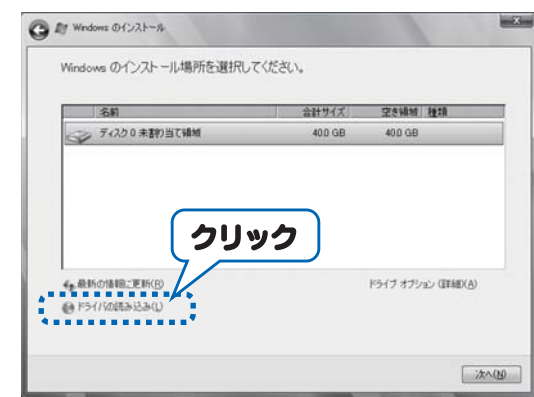 Windows のインストール
Windows のインストール場所を選択してください。
名前 合計サイズ 空き領域 種類
ディスク 0 未割り当て領域 40.0 GB 40.0 GB
クリック
最新の情報に更新(R) ドライブ オプション (詳細)(A)
ドライバの読み込み(L)
次へ(N)